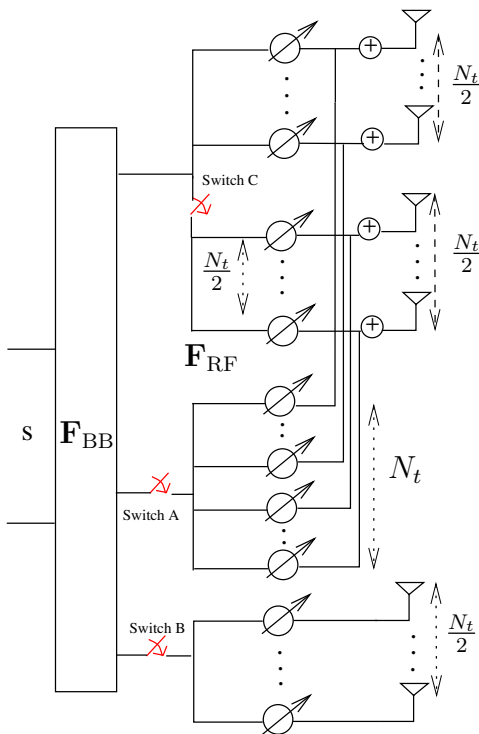 N_t/2
Switch C
N_t/2
N_t/2
F_RF
s
F_BB
N_t
Switch A
Switch B
N_t/2